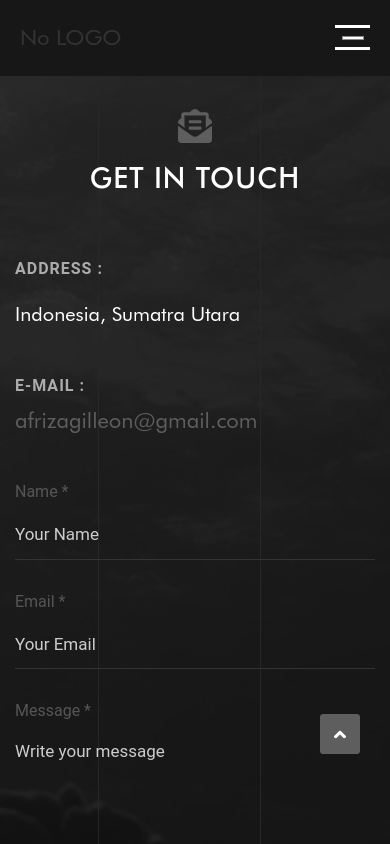 No LOGO
GET IN TOUCH
ADDRESS :
Indonesia, Sumatra Utara
E-MAIL :
afrizagilleon@gmail.com
Name *
Your Name
Email *
Your Email
Message *
Write your message